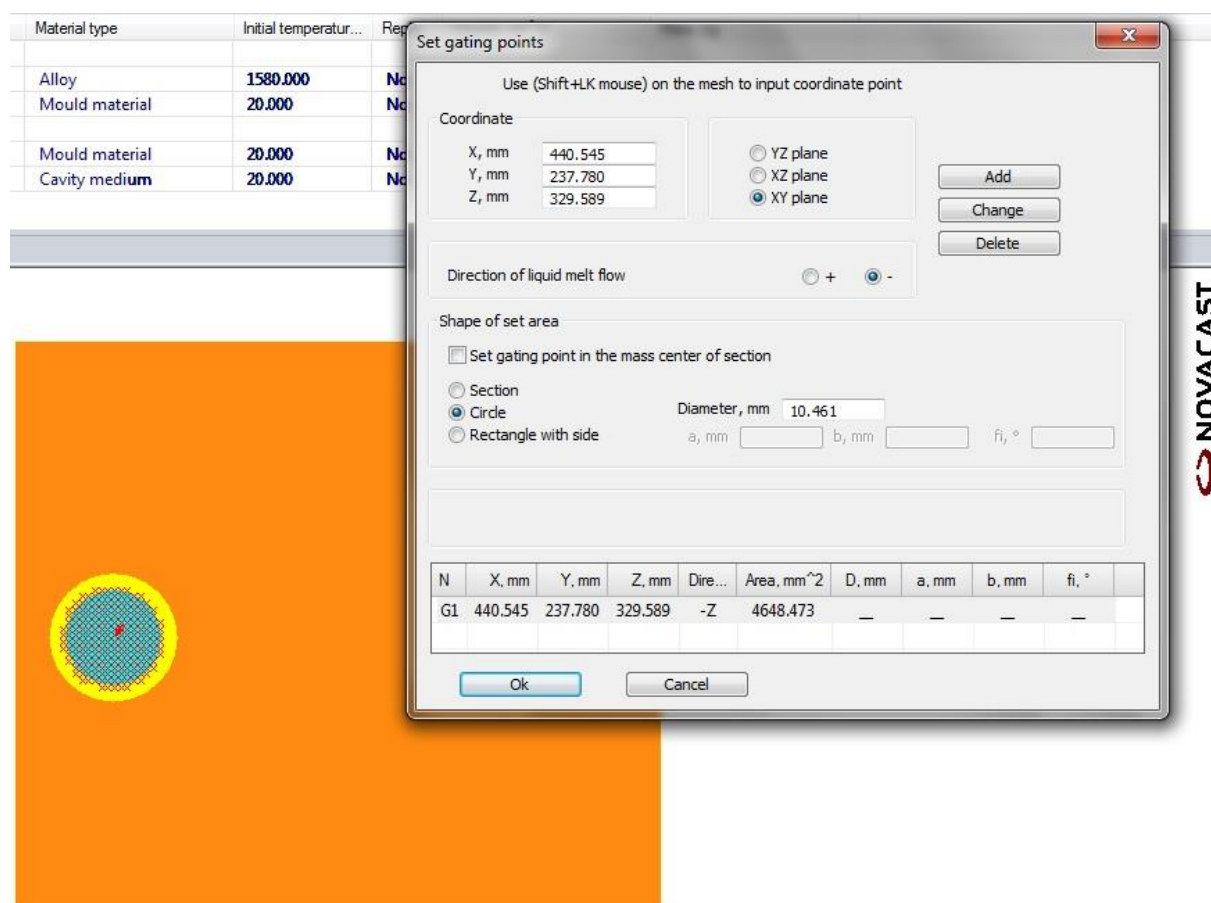 Material type Initial temperatur... Rep
Set gating points
Alloy 1580.000 No
Mould material 20.000 No
Mould material 20.000 No
Cavity medium 20.000 No
Use (Shift+LK mouse) on the mesh to input coordinate point
Coordinate
X, mm 440.545
Y, mm 237.780
Z, mm 329.589
YZ plane
XZ plane
XY plane
Add
Change
Delete
Direction of liquid melt flow + -
Shape of set area
Set gating point in the mass center of section
Section
Circle Diameter, mm 10.461
Rectangle with side a, mm b, mm fi, °
N X, mm Y, mm Z, mm Dire... Area, mm^2 D, mm a, mm b, mm fi, °
G1 440.545 237.780 329.589 -Z 4648.473 — — — —
Ok Cancel
NOVACAST